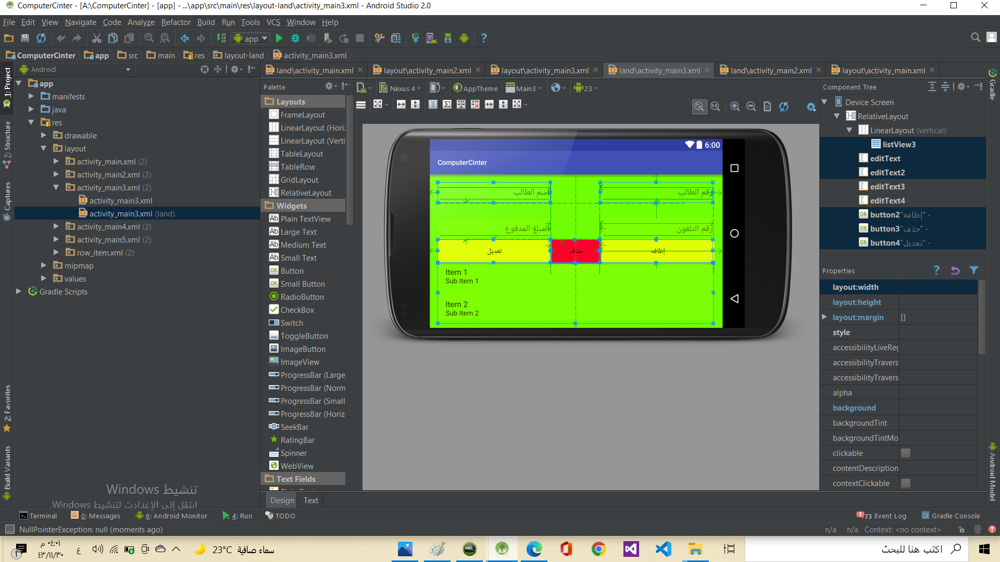 ComputerCinter - [A:\ComputerCinter] - [app] - ...\app\src\main\res\layout-land\activity_main3.xml - Android Studio 2.0
File Edit View Navigate Code Analyze Refactor Build Run Tools VCS Window Help
app
ComputerCinter app src main res layout-land activity_main3.xml
Android
land\activity_main.xml layout\activity_main2.xml layout\activity_main3.xml land\activity_main3.xml land\activity_main2.xml layout\activity_main.xml
1: Project
7: Structure
Captures
2: Favorites
Build Variants
app
manifests
java
res
drawable
layout
activity_main.xml (2)
activity_main2.xml (2)
activity_main3.xml (2)
activity_main3.xml
activity_main3.xml (land)
activity_main4.xml (2)
activity_main5.xml (2)
row_item.xml (2)
mipmap
values
Gradle Scripts
تنشيط Windows
انتقل إلى الإعدادت لتنشيط Windows.
Palette
Layouts
FrameLayout
LinearLayout (Hori
LinearLayout (Verti
TableLayout
TableRow
GridLayout
RelativeLayout
Widgets
Plain TextView
Large Text
Medium Text
Small Text
Button
Small Button
RadioButton
CheckBox
Switch
ToggleButton
ImageButton
ImageView
ProgressBar (Large
ProgressBar (Norm
ProgressBar (Small
ProgressBar (Horiz
SeekBar
RatingBar
Spinner
WebView
Text Fields
Nexus 4 AppTheme Main3 23
6:00
ComputerCinter
رقم الطالب
اسم الطالب
رقم التلفون
المبلغ المدفوع
إظافه
حذف
تعديل
Item 1
Sub Item 1
Item 2
Sub Item 2
Design Text
Component Tree
Device Screen
RelativeLayout
LinearLayout (vertical)
listView3
editText
editText2
editText3
editText4
button2 - "إظافه"
button3 - "حذف"
button4 - "تعديل"
Properties
layout:width
layout:height
layout:margin []
style
accessibilityLiveReg
accessibilityTravers
accessibilityTravers
alpha
background
backgroundTint
backgroundTintMo
clickable
contentDescription
contextClickable
Gradle
Android Model
Terminal 0: Messages 6: Android Monitor 4: Run TODO 73 Event Log Gradle Console
NullPointerException: null (moments ago) n/a n/a Context: <no context>
٠٤:٠١ م
٤٣/١١/٣٠
ع
23°C سماء صافية
اكتب هنا للبحث